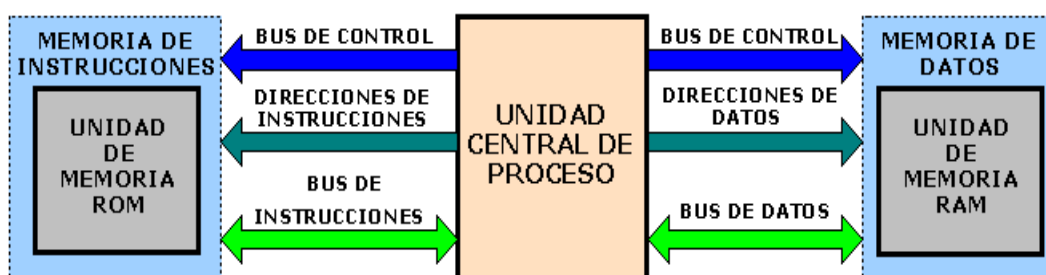 MEMORIA DE
INSTRUCCIONES
UNIDAD
DE
MEMORIA
ROM
BUS DE CONTROL
DIRECCIONES DE
INSTRUCCIONES
BUS DE
INSTRUCCIONES
UNIDAD
CENTRAL DE
PROCESO
BUS DE CONTROL
DIRECCIONES DE
DATOS
BUS DE DATOS
MEMORIA DE
DATOS
UNIDAD
DE
MEMORIA
RAM